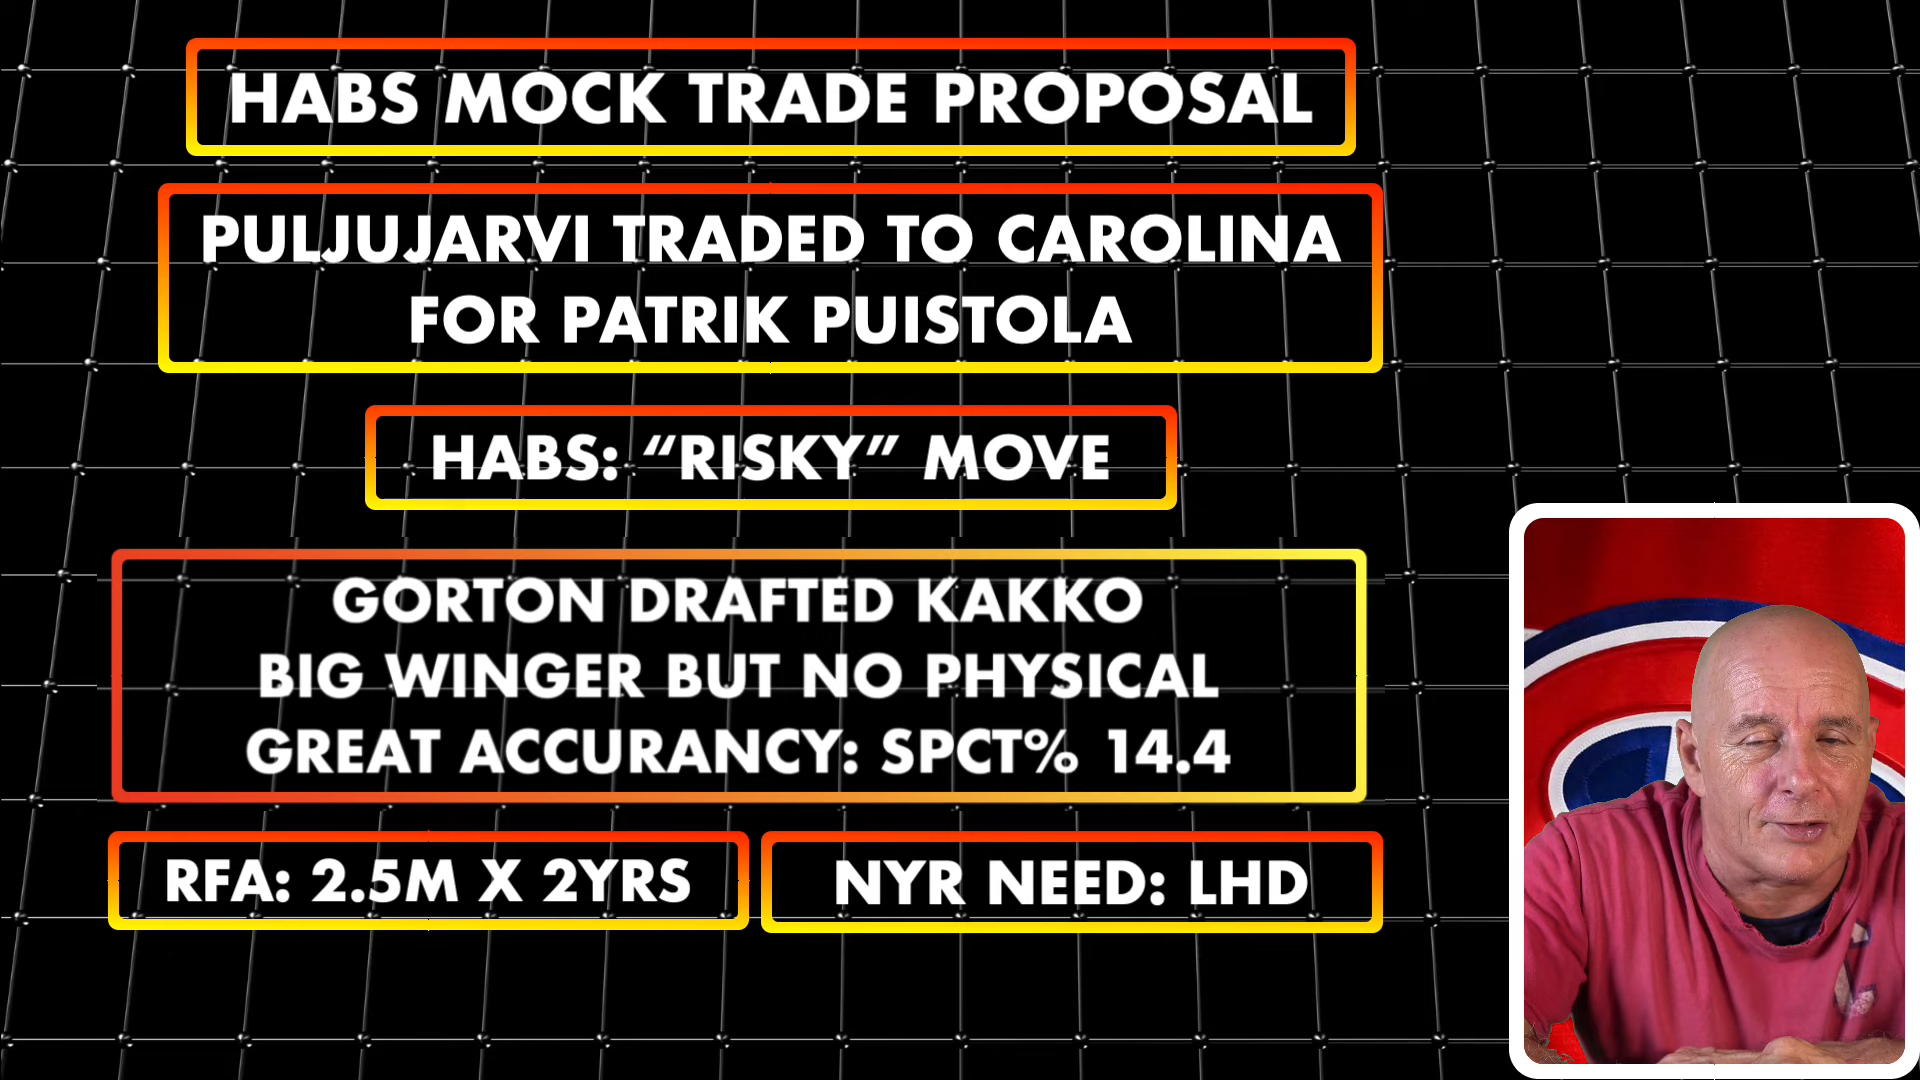 HABS MOCK TRADE PROPOSAL
PULJUJARVI TRADED TO CAROLINA
FOR PATRIK PUISTOLA
HABS: “RISKY” MOVE
GORTON DRAFTED KAKKO
BIG WINGER BUT NO PHYSICAL
GREAT ACCURANCY: SPCT% 14.4
RFA: 2.5M X 2YRS
NYR NEED: LHD